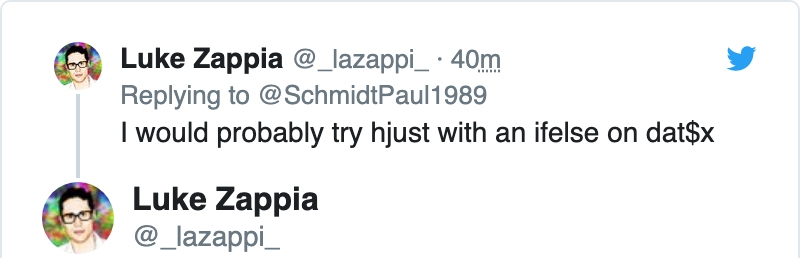 Luke Zappia @_lazappi_ · 40m
Replying to @SchmidtPaul1989
I would probably try hjust with an ifelse on dat$x
Luke Zappia
@_lazappi_